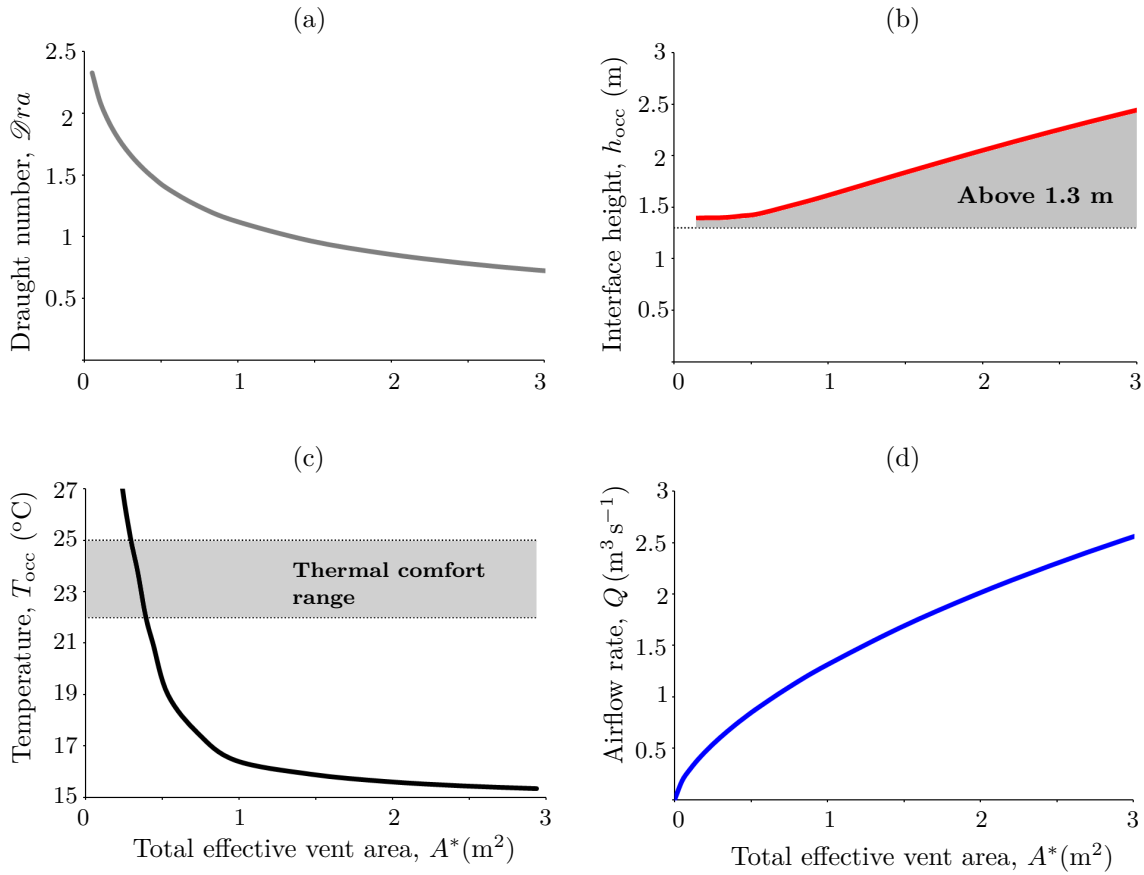 (a)
2.5
2
1.5
1
0.5
0 1 2 3
Draught number, 𝒟ra
(b)
3
2.5
2
1.5
1
0.5
0 1 2 3
Interface height, h_occ (m)
Above 1.3 m
(c)
27
25
23
21
19
17
15
0 1 2 3
Temperature, T_occ (°C)
Thermal comfort
range
Total effective vent area, A*(m²)
(d)
3
2.5
2
1.5
1
0.5
0 1 2 3
Airflow rate, Q (m³ s⁻¹)
Total effective vent area, A*(m²)